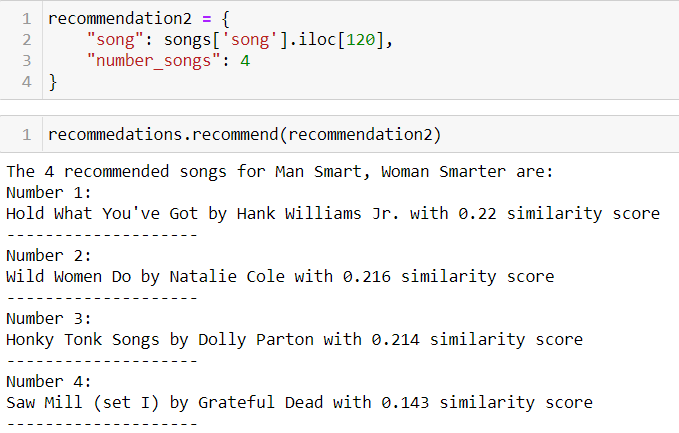 1 recommendation2 = {
2 "song": songs['song'].iloc[120],
3 "number_songs": 4
4 }
1 recommedations.recommend(recommendation2)
The 4 recommended songs for Man Smart, Woman Smarter are:
Number 1:
Hold What You've Got by Hank Williams Jr. with 0.22 similarity score
--------------------
Number 2:
Wild Women Do by Natalie Cole with 0.216 similarity score
--------------------
Number 3:
Honky Tonk Songs by Dolly Parton with 0.214 similarity score
--------------------
Number 4:
Saw Mill (set I) by Grateful Dead with 0.143 similarity score
--------------------